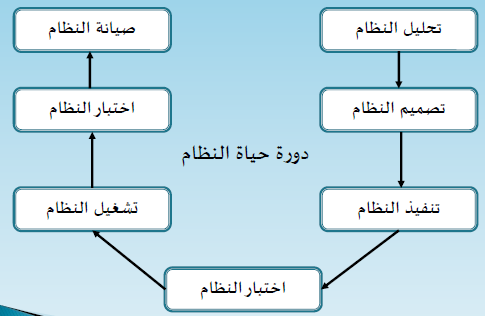 تحليل النظام
صيانة النظام
تصميم النظام
اختبار النظام
دورة حياة النظام
تنفيذ النظام
تشغيل النظام
اختبار النظام